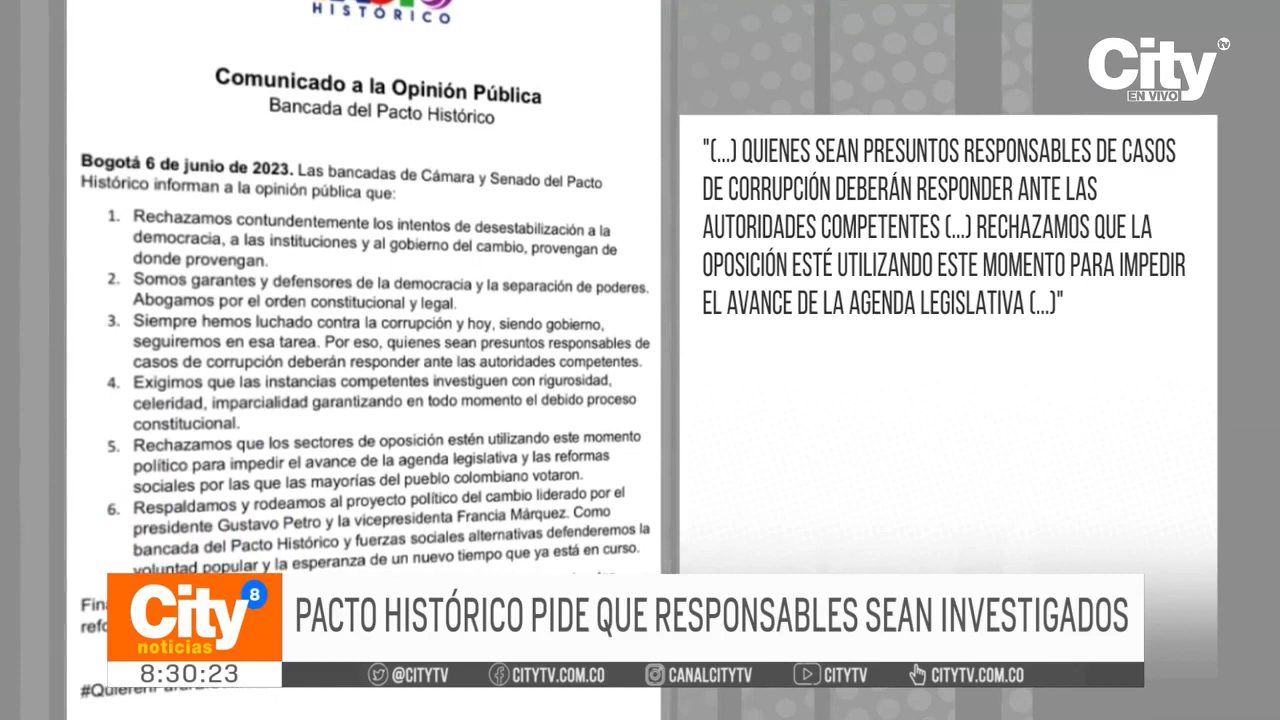 HISTÓRICO
Comunicado a la Opinión Pública
Bancada del Pacto Histórico
Bogotá 6 de junio de 2023. Las bancadas de Cámara y Senado del Pacto
Histórico informan a la opinión pública que:
1. Rechazamos contundentemente los intentos de desestabilización a la
democracia, a las instituciones y al gobierno del cambio, provengan de
donde provengan.
2. Somos garantes y defensores de la democracia y la separación de poderes.
Abogamos por el orden constitucional y legal.
3. Siempre hemos luchado contra la corrupción y hoy, siendo gobierno,
seguiremos en esa tarea. Por eso, quienes sean presuntos responsables de
casos de corrupción deberán responder ante las autoridades competentes.
4. Exigimos que las instancias competentes investiguen con rigurosidad,
celeridad, imparcialidad garantizando en todo momento el debido proceso
constitucional.
5. Rechazamos que los sectores de oposición estén utilizando este momento
político para impedir el avance de la agenda legislativa y las reformas
sociales por las que las mayorías del pueblo colombiano votaron.
6. Respaldamos y rodeamos al proyecto político del cambio liderado por el
presidente Gustavo Petro y la vicepresidenta Francia Márquez. Como
bancada del Pacto Histórico y fuerzas sociales alternativas defenderemos la
voluntad popular y la esperanza de un nuevo tiempo que ya está en curso.
City tv
EN VIVO
"(...) QUIENES SEAN PRESUNTOS RESPONSABLES DE CASOS
DE CORRUPCIÓN DEBERÁN RESPONDER ANTE LAS
AUTORIDADES COMPETENTES (...) RECHAZAMOS QUE LA
OPOSICIÓN ESTÉ UTILIZANDO ESTE MOMENTO PARA IMPEDIR
EL AVANCE DE LA AGENDA LEGISLATIVA (...)"
City 8
noticias
PACTO HISTÓRICO PIDE QUE RESPONSABLES SEAN INVESTIGADOS
8:30:23
@CITYTV CITYTV.COM.CO CANALCITYTV CITYTV CITYTV.COM.CO